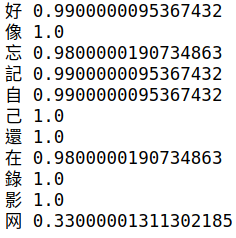 好 0.9900000095367432
像 1.0
忘 0.9800000190734863
記 0.9900000095367432
自 0.9900000095367432
己 1.0
還 1.0
在 0.9800000190734863
錄 1.0
影 1.0
网 0.33000001311302185